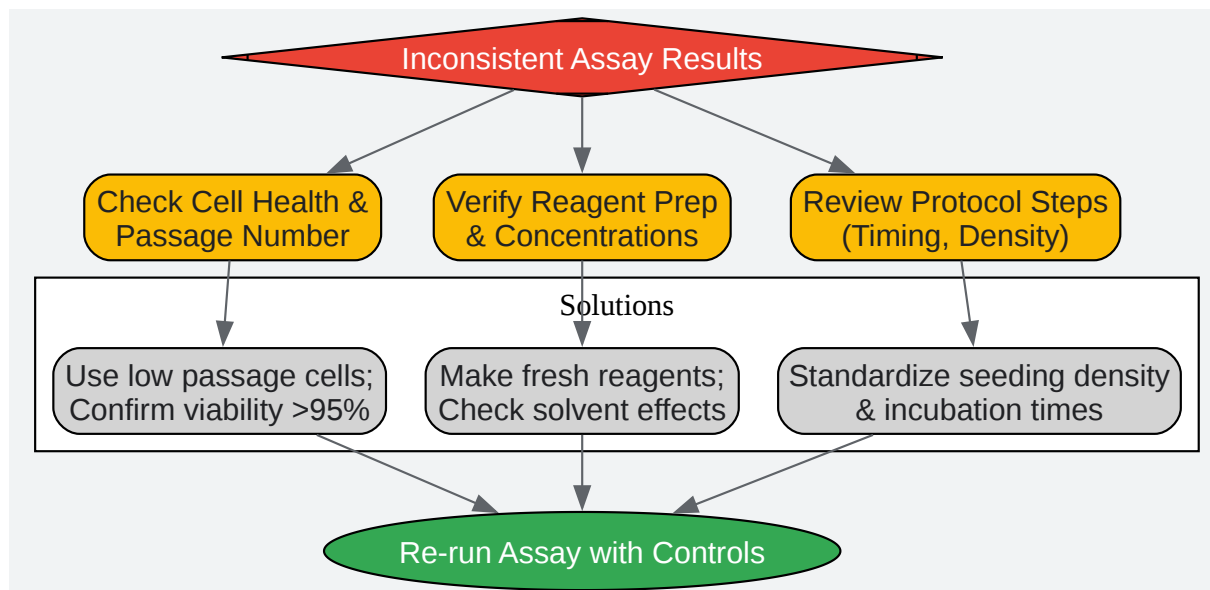 Inconsistent Assay Results
Check Cell Health &
Passage Number
Verify Reagent Prep
& Concentrations
Review Protocol Steps
(Timing, Density)
Solutions
Use low passage cells;
Confirm viability >95%
Make fresh reagents;
Check solvent effects
Standardize seeding density
& incubation times
Re-run Assay with Controls